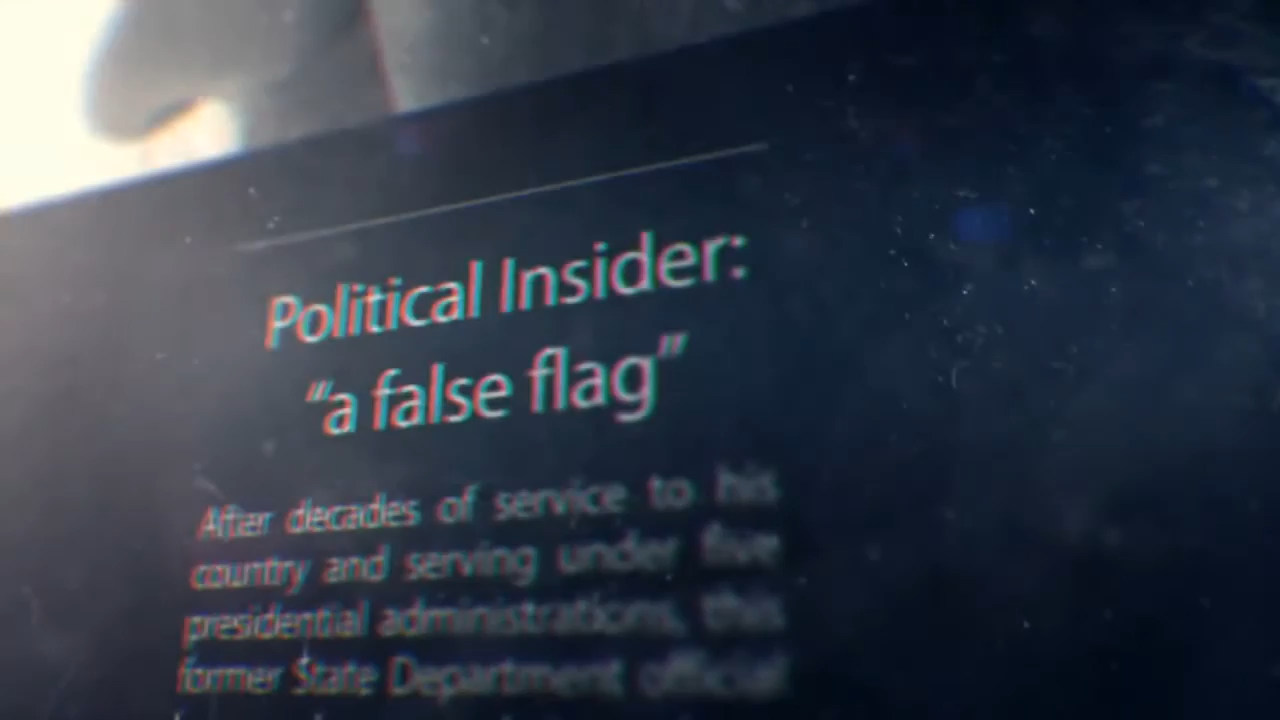 Political Insider:
“a false flag”
After decades of service to his
country and serving under five
presidential administrations, this
former State Department official